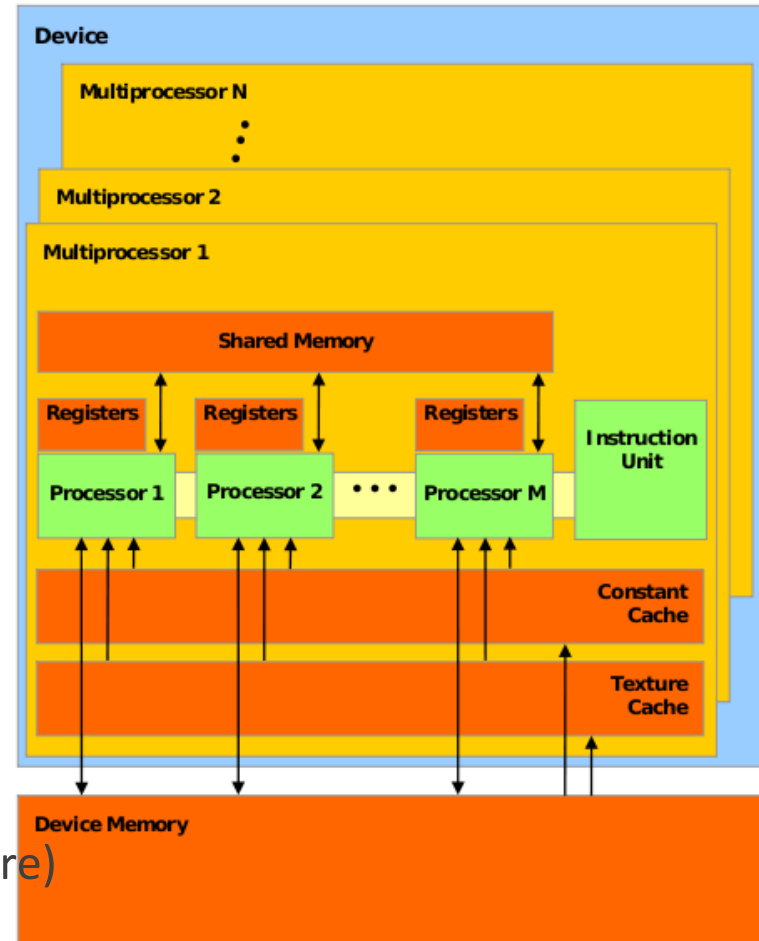 Device
Multiprocessor N
Multiprocessor 2
Multiprocessor 1
Shared Memory
Registers
Registers
Registers
Instruction
Unit
Processor 1
Processor 2
Processor M
Constant
Cache
Texture
Cache
Device Memory
re)